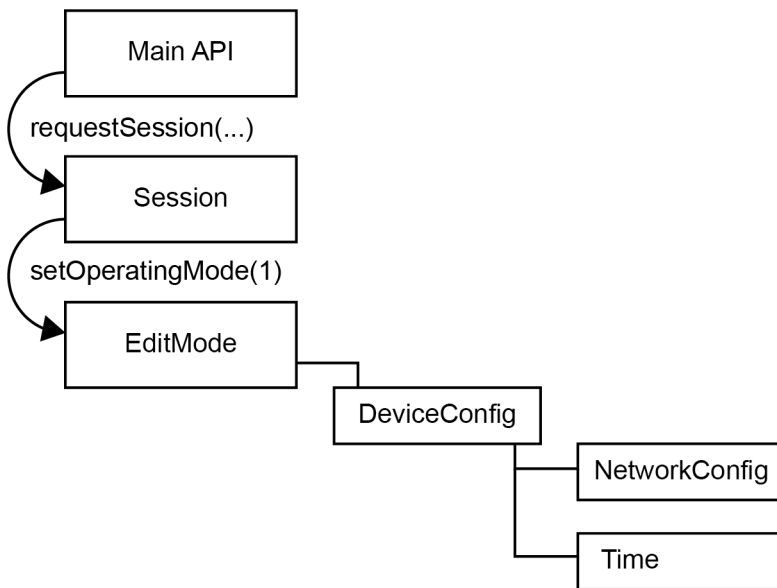 Main API
requestSession(...)
Session
setOperatingMode(1)
EditMode
DeviceConfig
NetworkConfig
Time